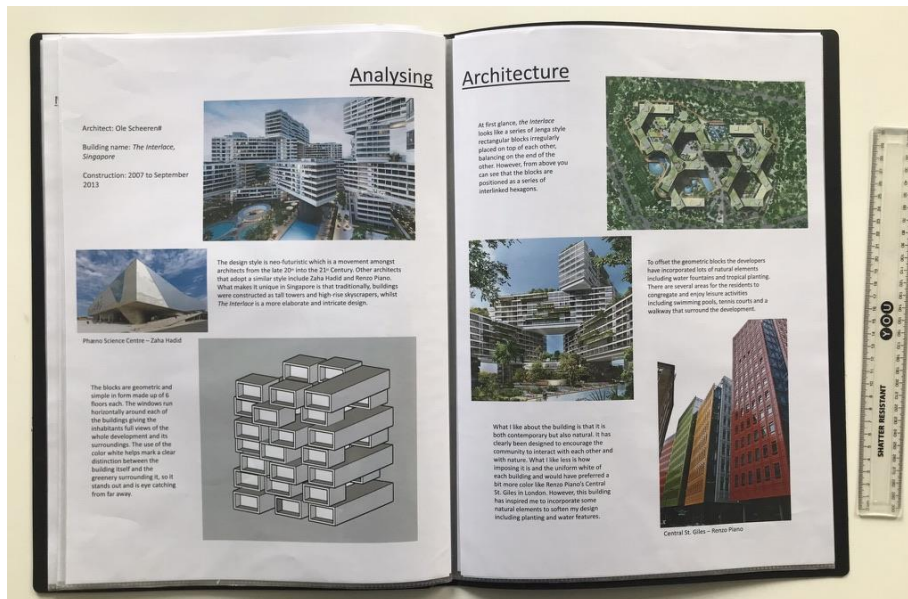 Analysing Architecture
Architect: Ole Scheeren#
Building name: The Interlace,
Singapore
Construction: 2007 to September
2013
The design style is neo-futuristic which is a movement amongst
architects from the late 20th into the 21st Century. Other architects
that adopt a similar style include Zaha Hadid and Renzo Piano.
What makes it unique in Singapore is that traditionally, buildings
were constructed as tall towers and high-rise skyscrapers, whilst
The Interlace is a more elaborate and intricate design.
Phæno Science Centre – Zaha Hadid
The blocks are geometric and
simple in form made up of 6
floors each. The windows run
horizontally around each of
the buildings giving the
inhabitants full views of the
whole development and its
surroundings. The use of the
color white helps mark a clear
distinction between the
building itself and the
greenery surrounding it, so it
stands out and is eye catching
from far away.
At first glance, the Interlace
looks like a series of Jenga style
rectangular blocks irregularly
placed on top of each other,
balancing on the end of the
other. However, from above you
can see that the blocks are
positioned as a series of
interlinked hexagons.
To offset the geometric blocks the developers
have incorporated lots of natural elements
including water fountains and tropical planting.
There are several areas for the residents to
congregate and enjoy leisure activities
including swimming pools, tennis courts and a
walkway that surround the development.
What I like about the building is that it is
both contemporary but also natural. It has
clearly been designed to encourage the
community to interact with each other and
with nature. What I like less is how
imposing it is and the uniform white of
each building and would have preferred a
bit more color like Renzo Piano's Central
St. Giles in London. However, this building
has inspired me to incorporate some
natural elements to soften my design
including planting and water features.
Central St. Giles – Renzo Piano
YOU
SHATTER RESISTANT